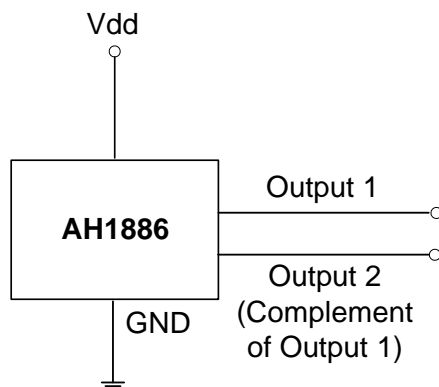 Vdd
AH1886
Output 1
Output 2
(Complement
of Output 1)
GND